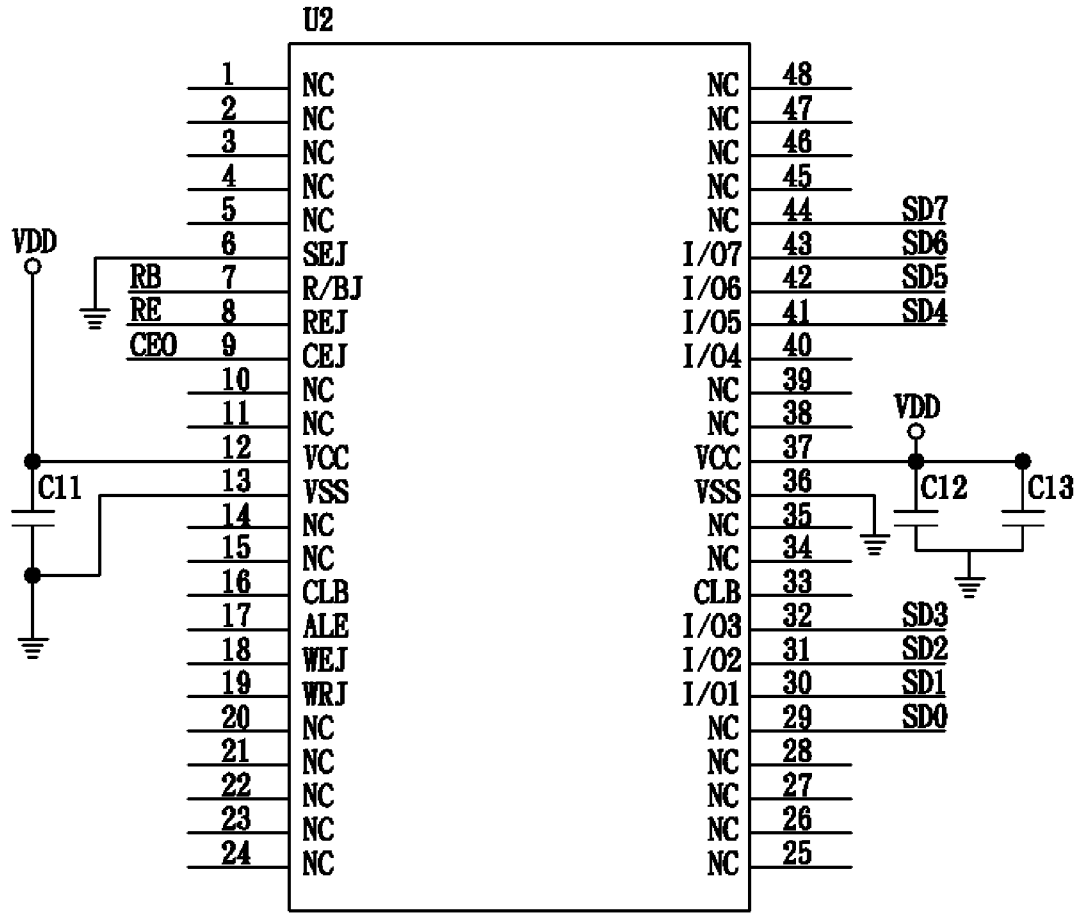 U2
1 NC NC 48
2 NC NC 47
3 NC NC 46
4 NC NC 45
5 NC NC 44 SD7
VDD 6 SEJ I/O7 43 SD6
RB 7 R/BJ I/O6 42 SD5
RE 8 REJ I/O5 41 SD4
CEO 9 CEJ I/O4 40
10 NC NC 39
11 NC NC 38 VDD
12 VCC VCC 37
C11 13 VSS VSS 36 C12 C13
14 NC NC 35
15 NC NC 34
16 CLB CLB 33
17 ALE I/O3 32 SD3
18 WEJ I/O2 31 SD2
19 WRJ I/O1 30 SD1
20 NC NC 29 SD0
21 NC NC 28
22 NC NC 27
23 NC NC 26
24 NC NC 25